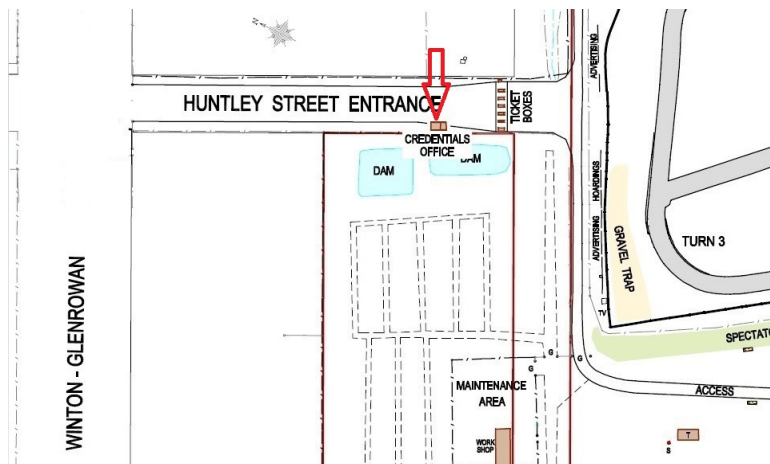 N
HUNTLEY STREET ENTRANCE
TICKET
BOXES
ADVERTISING
CREDENTIALS
OFFICE
DAM
DAM
ADVERTISING HOARDINGS
GRAVEL TRAP
TURN 3
TV
SPECTATO
WINTON - GLENROWAN
G
G
G
MAINTENANCE
AREA
ACCESS
WORK
SHOP
T
S